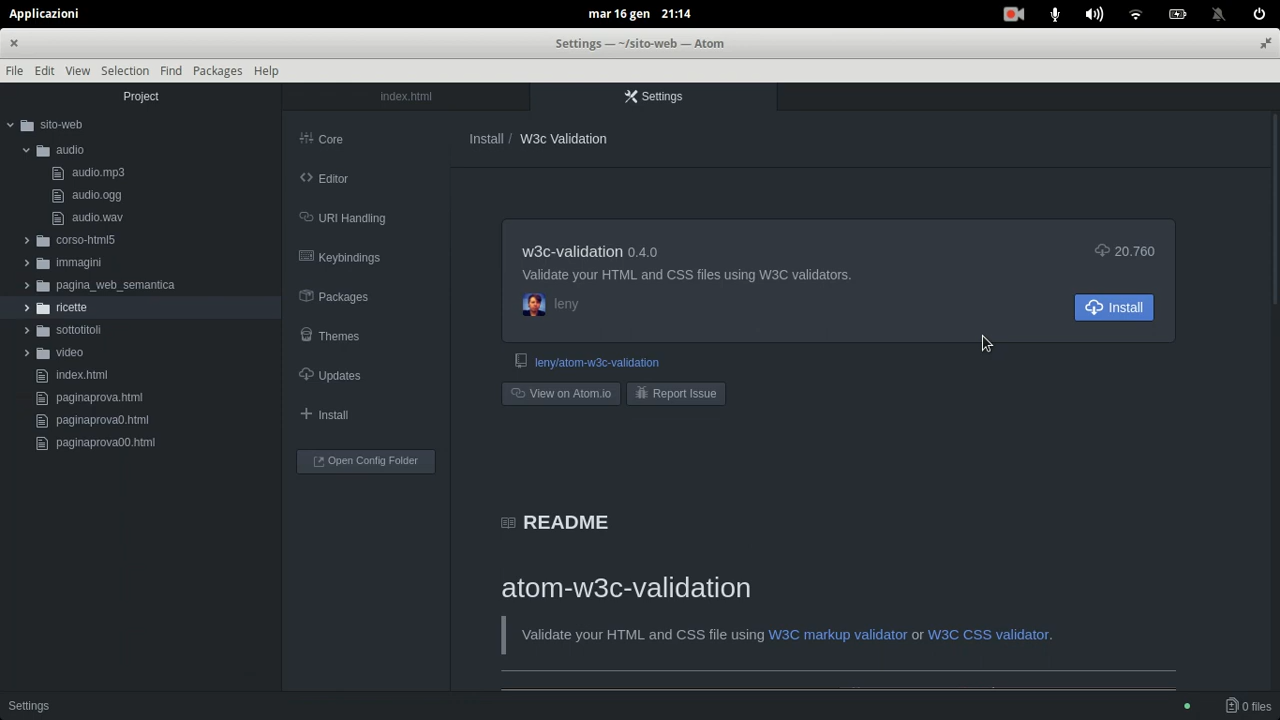 Applicazioni
mar 16 gen 21:14
Settings — ~/sito-web — Atom
File Edit View Selection Find Packages Help
Project
index.html
Settings
sito-web
audio
audio.mp3
audio.ogg
audio.wav
corso-html5
immagini
pagina_web_semantica
ricette
sottotitoli
video
index.html
paginaprova.html
paginaprova0.html
paginaprova00.html
Core
Editor
URI Handling
Keybindings
Packages
Themes
Updates
Install
Open Config Folder
Install / W3c Validation
w3c-validation 0.4.0
20.760
Validate your HTML and CSS files using W3C validators.
leny
Install
leny/atom-w3c-validation
View on Atom.io
Report Issue
README
atom-w3c-validation
Validate your HTML and CSS file using W3C markup validator or W3C CSS validator.
Settings
0 files